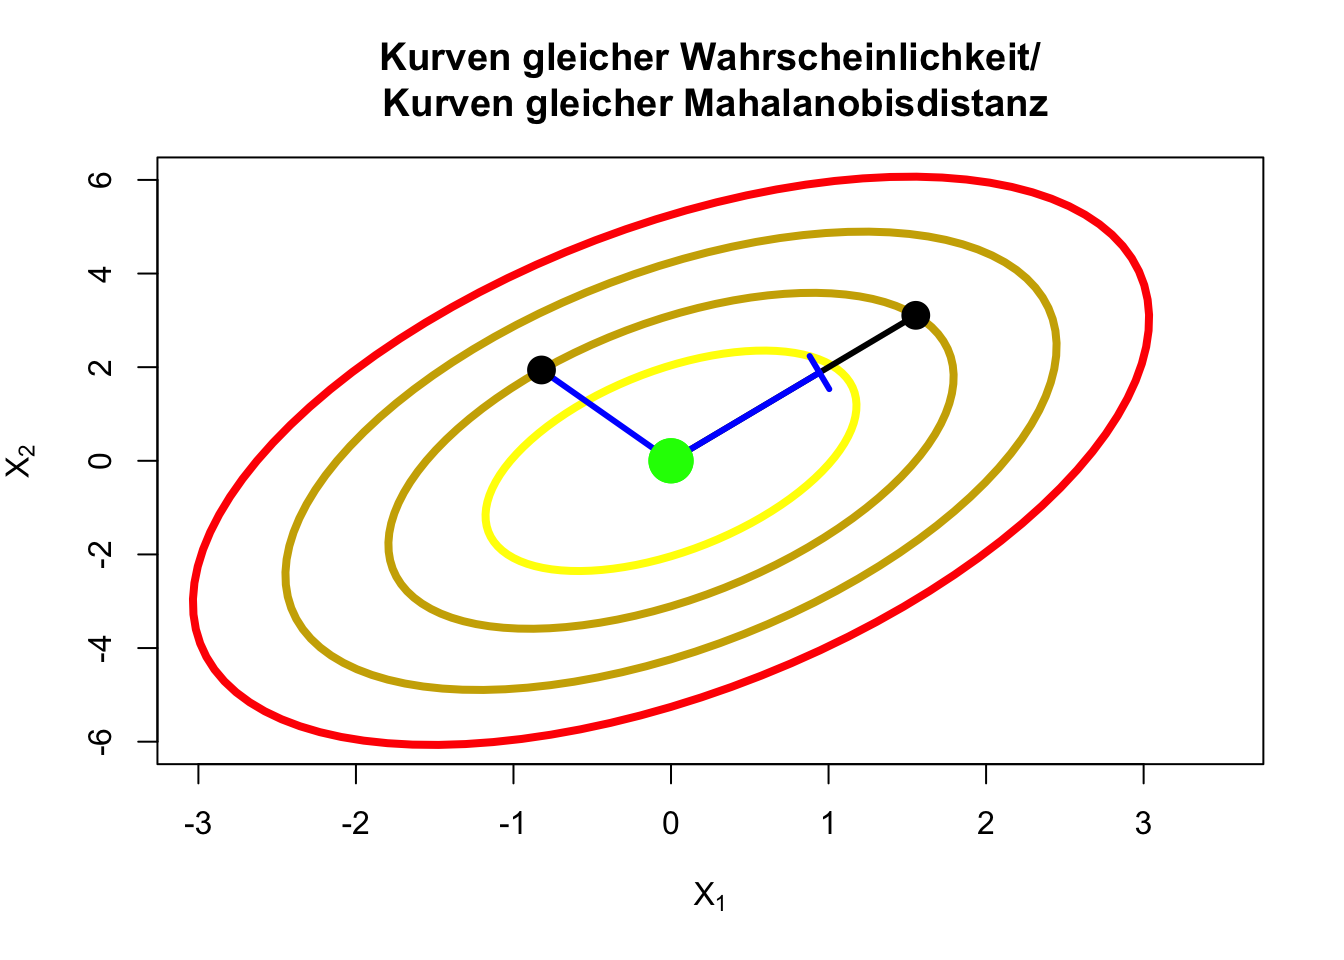 Kurven gleicher Wahrscheinlichkeit/
Kurven gleicher Mahalanobisdistanz
6
4
2
0
-2
-4
-6
X₂
-3 -2 -1 0 1 2 3
X₁